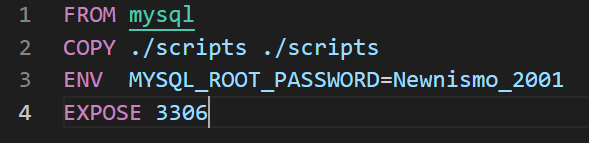 1 FROM mysql
2 COPY ./scripts ./scripts
3 ENV  MYSQL_ROOT_PASSWORD=Newnismo_2001
4 EXPOSE 3306